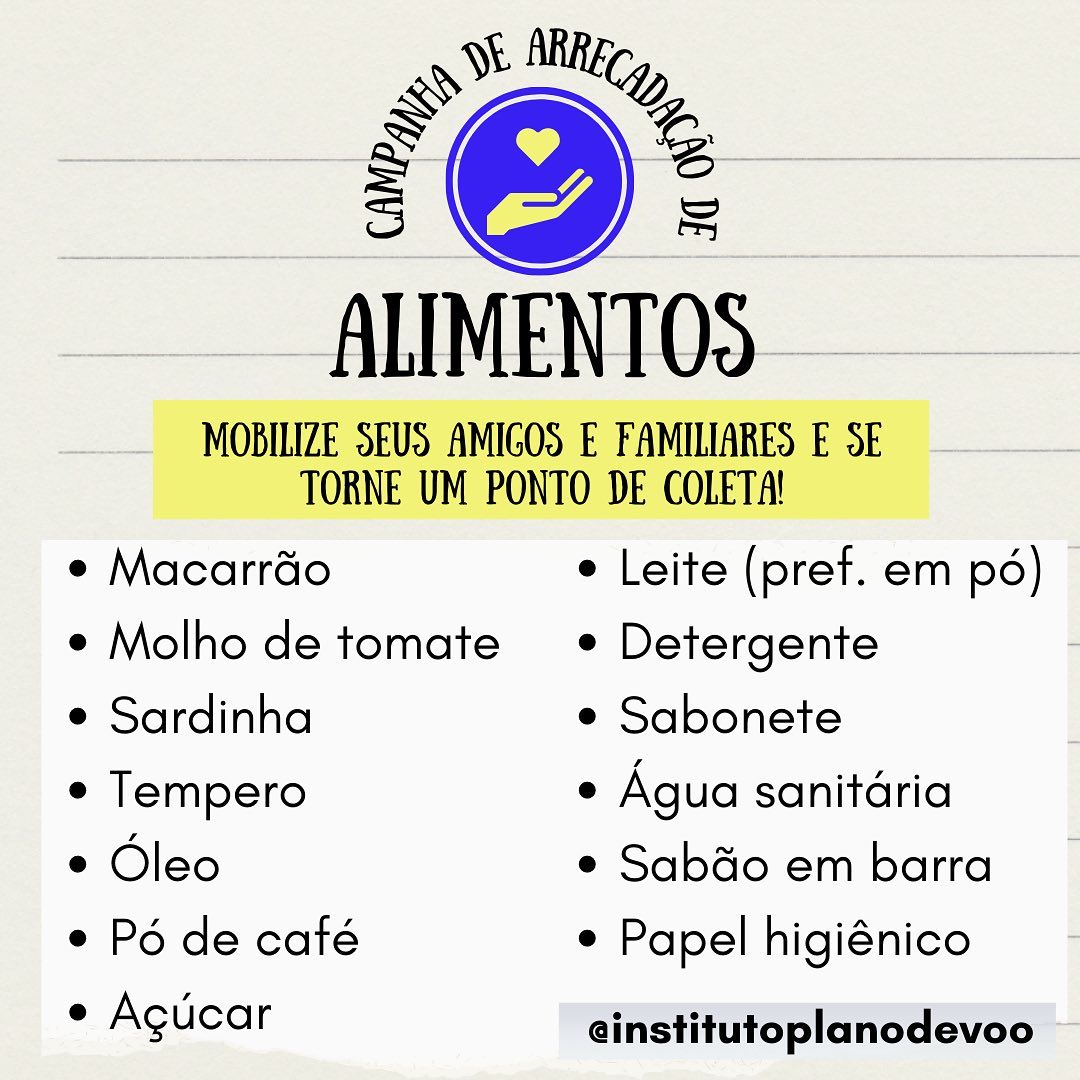 CAMPANHA DE ARRECADAÇÃO DE
ALIMENTOS
MOBILIZE SEUS AMIGOS E FAMILIARES E SE
TORNE UM PONTO DE COLETA!
• Macarrão
• Molho de tomate
• Sardinha
• Tempero
• Óleo
• Pó de café
• Açúcar
• Leite (pref. em pó)
• Detergente
• Sabonete
• Água sanitária
• Sabão em barra
• Papel higiênico
@institutoplanodevoo